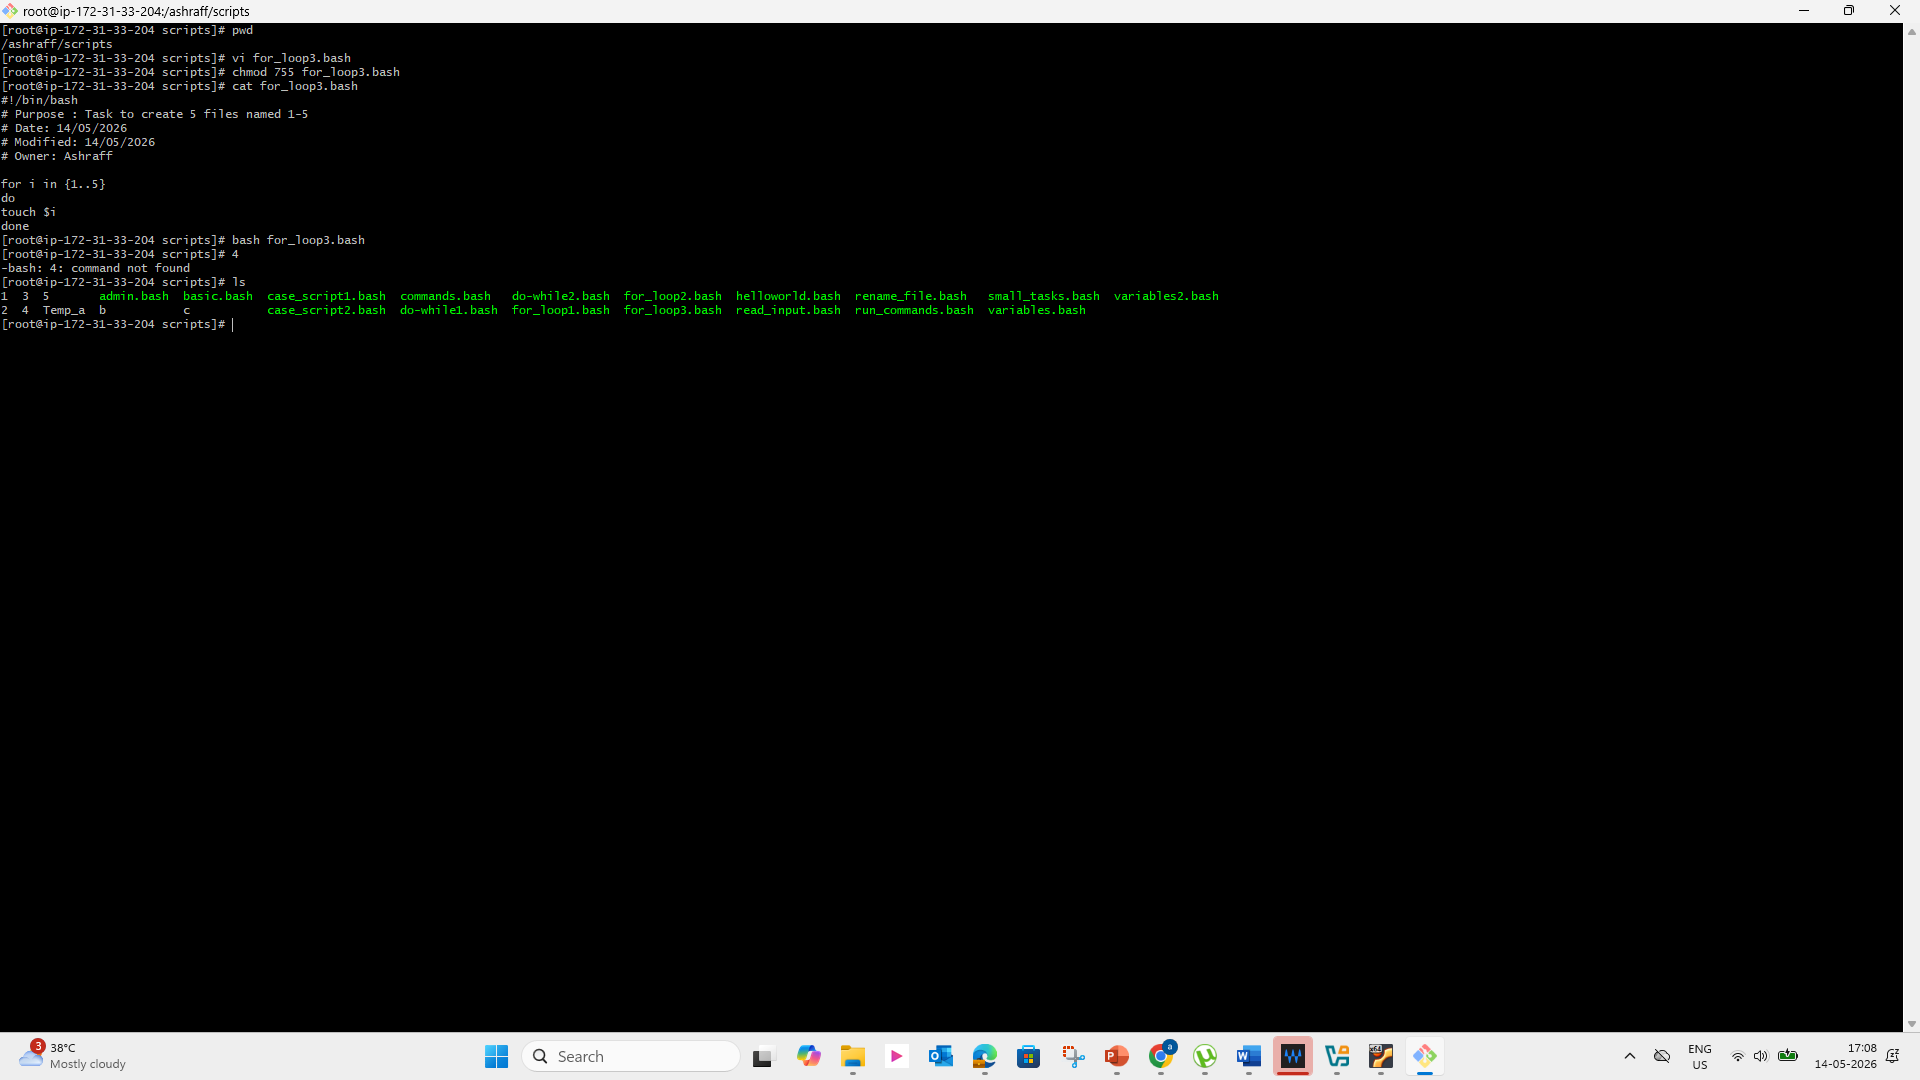 root@ip-172-31-33-204:/ashraff/scripts
[root@ip-172-31-33-204 scripts]# pwd
/ashraff/scripts
[root@ip-172-31-33-204 scripts]# vi for_loop3.bash
[root@ip-172-31-33-204 scripts]# chmod 755 for_loop3.bash
[root@ip-172-31-33-204 scripts]# cat for_loop3.bash
#!/bin/bash
# Purpose : Task to create 5 files named 1-5
# Date: 14/05/2026
# Modified: 14/05/2026
# Owner: Ashraff
for i in {1..5}
do
touch $i
done
[root@ip-172-31-33-204 scripts]# bash for_loop3.bash
[root@ip-172-31-33-204 scripts]# 4
-bash: 4: command not found
[root@ip-172-31-33-204 scripts]# ls
1  3  5       admin.bash  basic.bash  case_script1.bash  commands.bash   do-while2.bash  for_loop2.bash  helloworld.bash  rename_file.bash   small_tasks.bash  variables2.bash
2  4  Temp_a  b           c           case_script2.bash  do-while1.bash  for_loop1.bash  for_loop3.bash  read_input.bash  run_commands.bash  variables.bash
[root@ip-172-31-33-204 scripts]#
3
38°C
Mostly cloudy
Search
a
ENG
US
17:08
14-05-2026